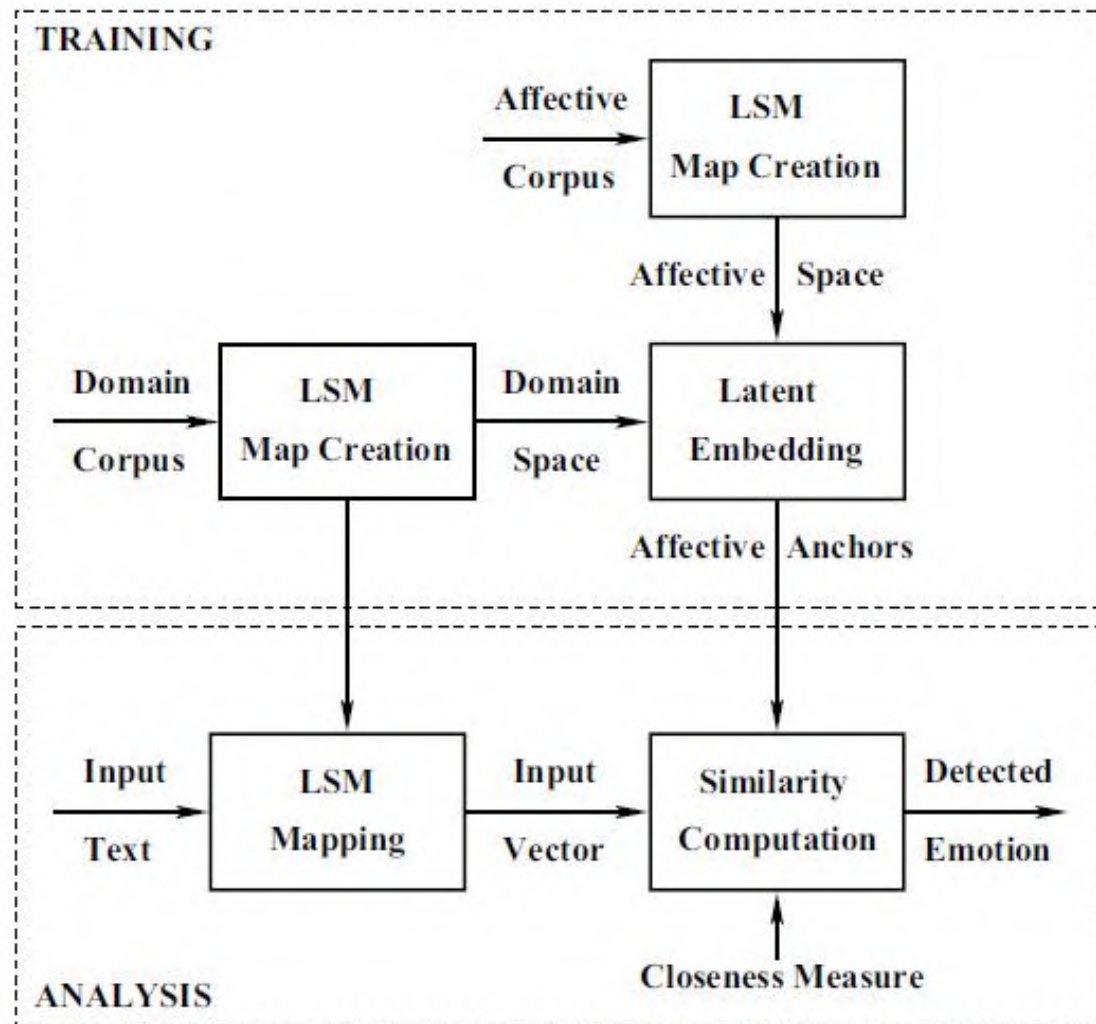 TRAINING
Affective
Corpus
LSM
Map Creation
Affective Space
Domain
Corpus
LSM
Map Creation
Domain
Space
Latent
Embedding
Affective Anchors
Input
Text
LSM
Mapping
Input
Vector
Similarity
Computation
Detected
Emotion
Closeness Measure
ANALYSIS